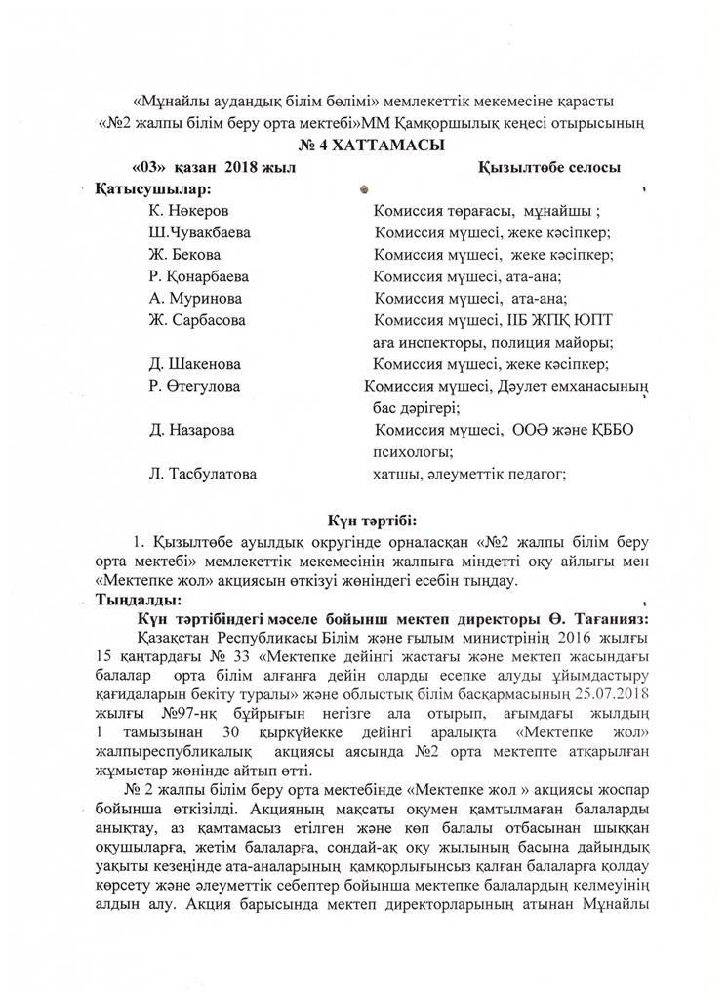 «Мұнайлы аудандық білім бөлімі» мемлекеттік мекемесіне қарасты
«№2 жалпы білім беру орта мектебі»ММ Қамқоршылық кеңесі отырысының
№ 4 ХАТТАМАСЫ
«03» қазан 2018 жыл Қызылтөбе селосы
Қатысушылар:
К. Нөкеров Комиссия төрағасы, мұнайшы ;
Ш.Чувакбаева Комиссия мүшесі, жеке кәсіпкер;
Ж. Бекова Комиссия мүшесі, жеке кәсіпкер;
Р. Қонарбаева Комиссия мүшесі, ата-ана;
А. Муринова Комиссия мүшесі, ата-ана;
Ж. Сарбасова Комиссия мүшесі, ІІБ ЖПҚ ЮПТ
аға инспекторы, полиция майоры;
Д. Шакенова Комиссия мүшесі, жеке кәсіпкер;
Р. Өтегулова Комиссия мүшесі, Дәулет емханасының
бас дәрігері;
Д. Назарова Комиссия мүшесі, ООӘ және ҚББО
психологы;
Л. Тасбулатова хатшы, әлеуметтік педагог;
Күн тәртібі:
1. Қызылтөбе ауылдық округінде орналасқан «№2 жалпы білім беру
орта мектебі» мемлекеттік мекемесінің жалпыға міндетті оқу айлығы мен
«Мектепке жол» акциясын өткізуі жөніндегі есебін тыңдау.
Тыңдалды:
Күн тәртібіндегі мәселе бойынш мектеп директоры Ө. Тағанияз:
Қазақстан Республикасы Білім және ғылым министрінің 2016 жылғы
15 қаңтардағы № 33 «Мектепке дейінгі жастағы және мектеп жасындағы
балалар орта білім алғанға дейін оларды есепке алуды ұйымдастыру
қағидаларын бекіту туралы» және облыстық білім басқармасының 25.07.2018
жылғы №97-нқ бұйрығын негізге ала отырып, ағымдағы жылдың
1 тамызынан 30 қыркүйекке дейінгі аралықта «Мектепке жол»
жалпыреспубликалық акциясы аясында №2 орта мектепте атқарылған
жұмыстар жөнінде айтып өтті.
№ 2 жалпы білім беру орта мектебінде «Мектепке жол » акциясы жоспар
бойынша өткізілді. Акцияның мақсаты оқумен қамтылмаған балаларды
анықтау, аз қамтамасыз етілген және көп балалы отбасынан шыққан
оқушыларға, жетім балаларға, сондай-ақ оқу жылының басына дайындық
уақыты кезеңінде ата-аналарының қамқорлығынсыз қалған балаларға қолдау
көрсету және әлеуметтік себептер бойынша мектепке балалардың келмеуінің
алдын алу. Акция барысында мектеп директорларының атынан Мұнайлы